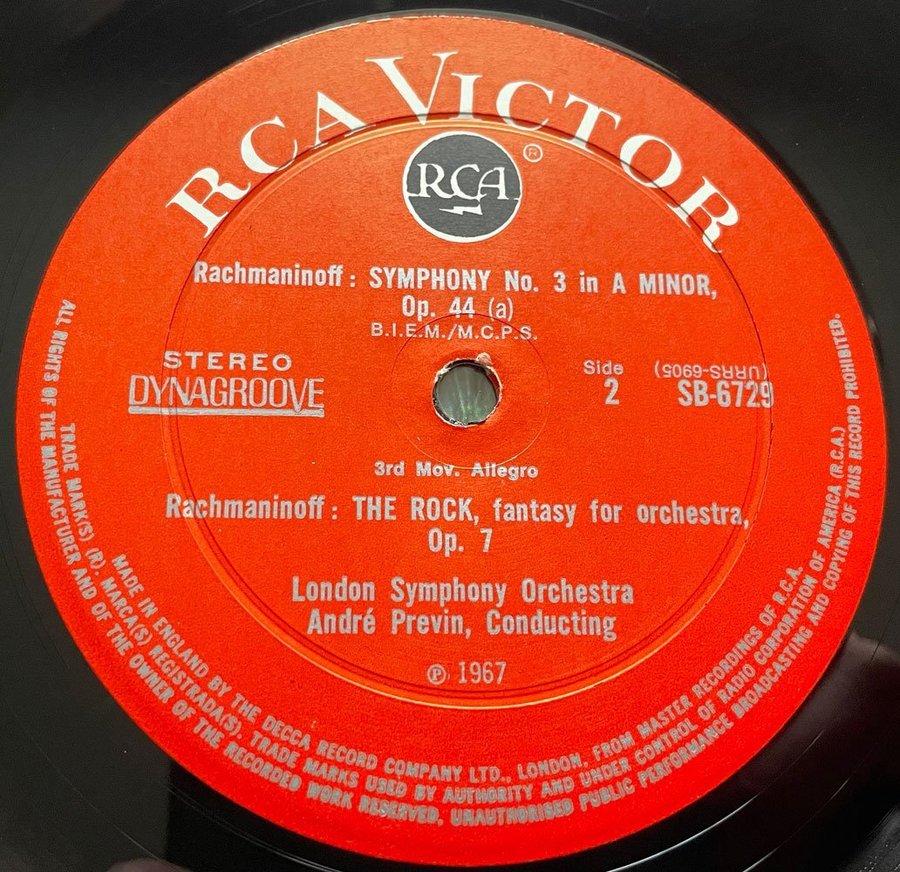 RCA VICTOR
RCA
®
Rachmaninoff : SYMPHONY No. 3 in A MINOR,
Op. 44 (a)
B.I.E.M./M.C.P.S.
STEREO
DYNAGROOVE
Side
2
(URRS-6905)
SB-6729
3rd Mov. Allegro
Rachmaninoff : THE ROCK, fantasy for orchestra,
Op. 7
London Symphony Orchestra
André Previn, Conducting
℗ 1967
MADE IN ENGLAND BY THE DECCA RECORD COMPANY LTD., LONDON, FROM MASTER RECORDINGS OF R.C.A.
TRADE MARK(S) (R). MARCA(S) REGISTRADA(S). TRADE MARKS USED BY AUTHORITY AND UNDER CONTROL OF RADIO CORPORATION OF AMERICA (R.C.A.)
ALL RIGHTS OF THE MANUFACTURER AND OF THE OWNER OF THE RECORDED WORK RESERVED, UNAUTHORISED PUBLIC PERFORMANCE BROADCASTING AND COPYING OF THIS RECORD PROHIBITED.